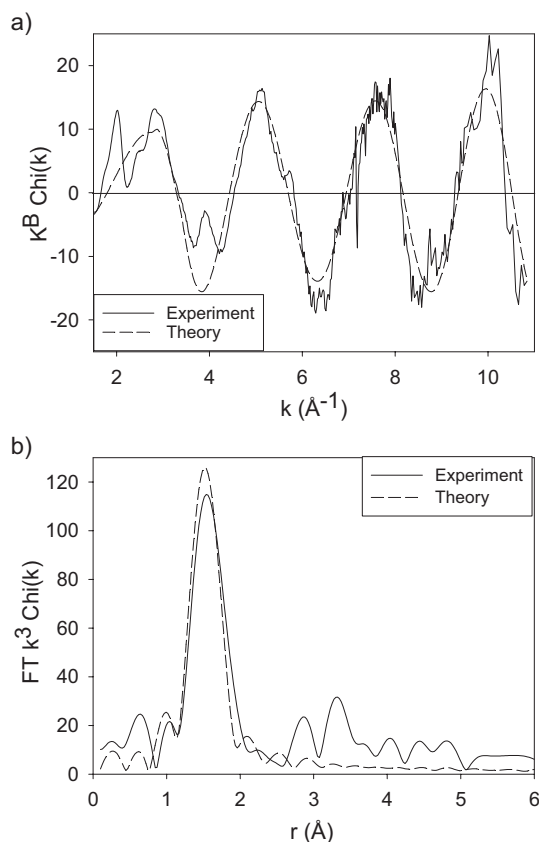 a)
20
10
0
-10
-20
K^B Chi(k)
Experiment
Theory
2 4 6 8 10
k (Å^-1)
b)
120
100
80
60
40
20
0
FT k^3 Chi(k)
Experiment
Theory
0 1 2 3 4 5 6
r (Å)